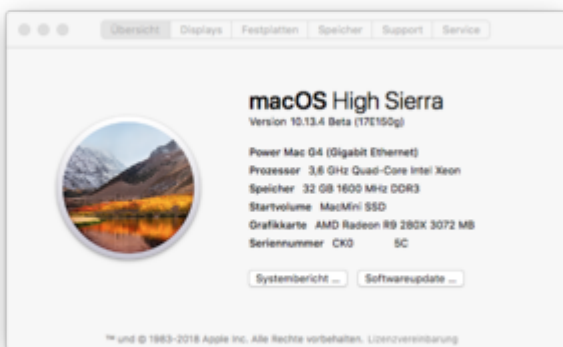 Übersicht Displays Festplatten Speicher Support Service
macOS High Sierra
Version 10.13.4 Beta (17E150g)
Power Mac G4 (Gigabit Ethernet)
Prozessor 3,6 GHz Quad-Core Intel Xeon
Speicher 32 GB 1600 MHz DDR3
Startvolume MacMini SSD
Grafikkarte AMD Radeon R9 280X 3072 MB
Seriennummer CK0 5C
Systembericht ... Softwareupdate ...
™ und © 1983-2018 Apple Inc. Alle Rechte vorbehalten. Lizenzvereinbarung